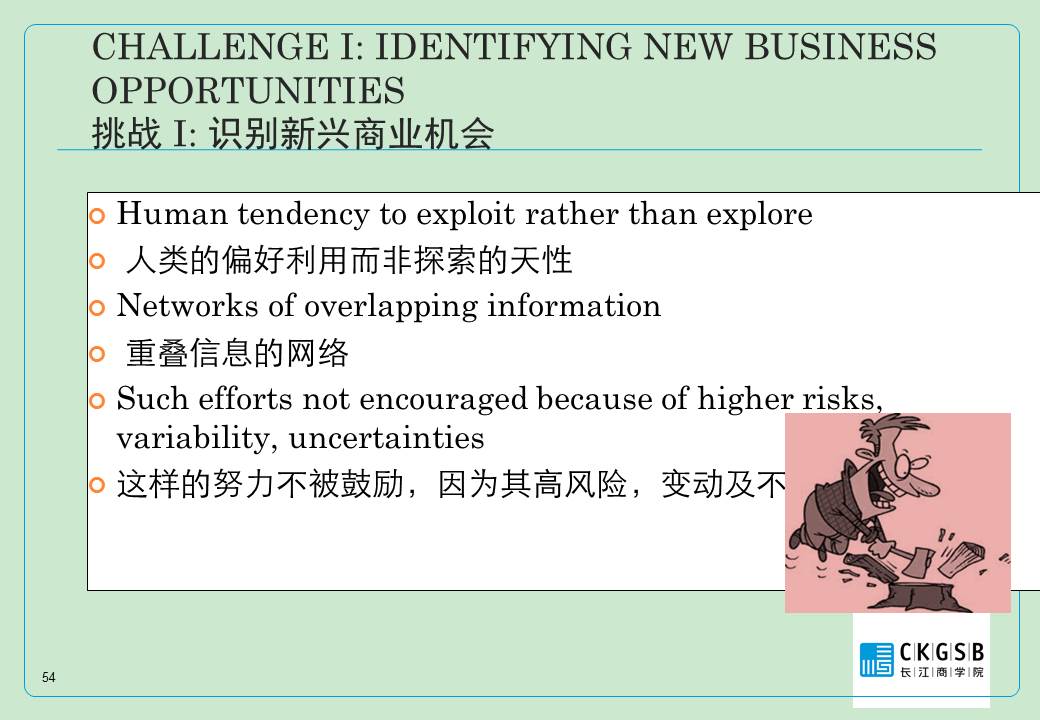 CHALLENGE I: IDENTIFYING NEW BUSINESS
OPPORTUNITIES
挑战 I: 识别新兴商业机会
Human tendency to exploit rather than explore
人类的偏好利用而非探索的天性
Networks of overlapping information
重叠信息的网络
Such efforts not encouraged because of higher risks,
variability, uncertainties
这样的努力不被鼓励，因为其高风险，变动及不
54
CKGSB
长江商学院